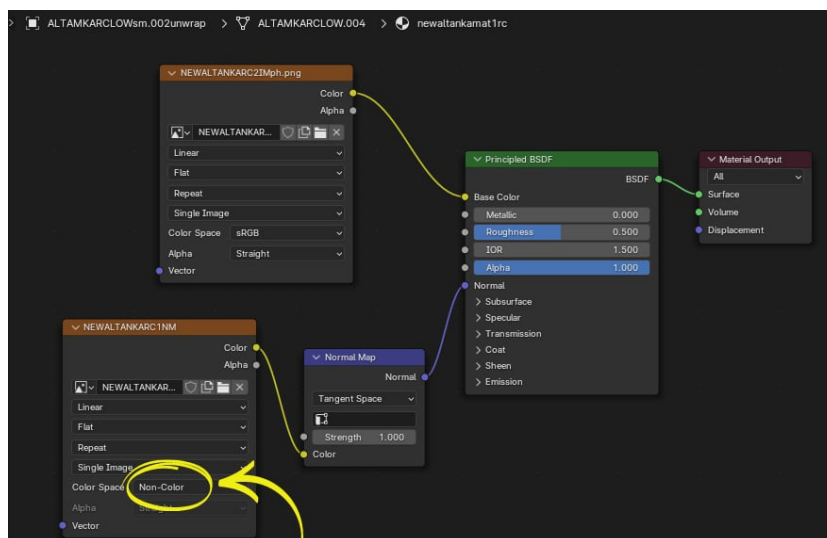 ALTAMKARCLOWsm.002unwrap > ALTAMKARCLOW.004 > newaltankamat1rc
NEWALTANKARC2IMph.png
Color
Alpha
NEWALTANKAR...
Linear
Flat
Repeat
Single Image
Color Space sRGB
Alpha Straight
Vector
Principled BSDF
BSDF
Base Color
Metallic 0.000
Roughness 0.500
IOR 1.500
Alpha 1.000
Normal
> Subsurface
> Specular
> Transmission
> Coat
> Sheen
> Emission
Material Output
All
Surface
Volume
Displacement
NEWALTANKARC1NM
Color
Alpha
NEWALTANKAR...
Linear
Flat
Repeat
Single Image
Color Space Non-Color
Alpha Straight
Vector
Normal Map
Normal
Tangent Space
Strength 1.000
Color